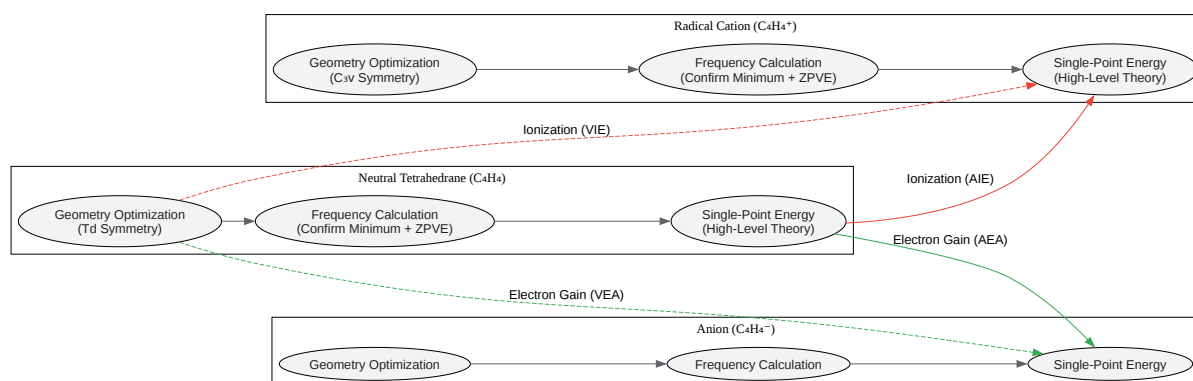 Radical Cation (C₄H₄⁺)
Geometry Optimization
(C₃v Symmetry)
Frequency Calculation
(Confirm Minimum + ZPVE)
Single-Point Energy
(High-Level Theory)
Ionization (VIE)
Ionization (AIE)
Neutral Tetrahedrane (C₄H₄)
Geometry Optimization
(Td Symmetry)
Frequency Calculation
(Confirm Minimum + ZPVE)
Single-Point Energy
(High-Level Theory)
Electron Gain (AEA)
Electron Gain (VEA)
Anion (C₄H₄⁻)
Geometry Optimization
Frequency Calculation
Single-Point Energy